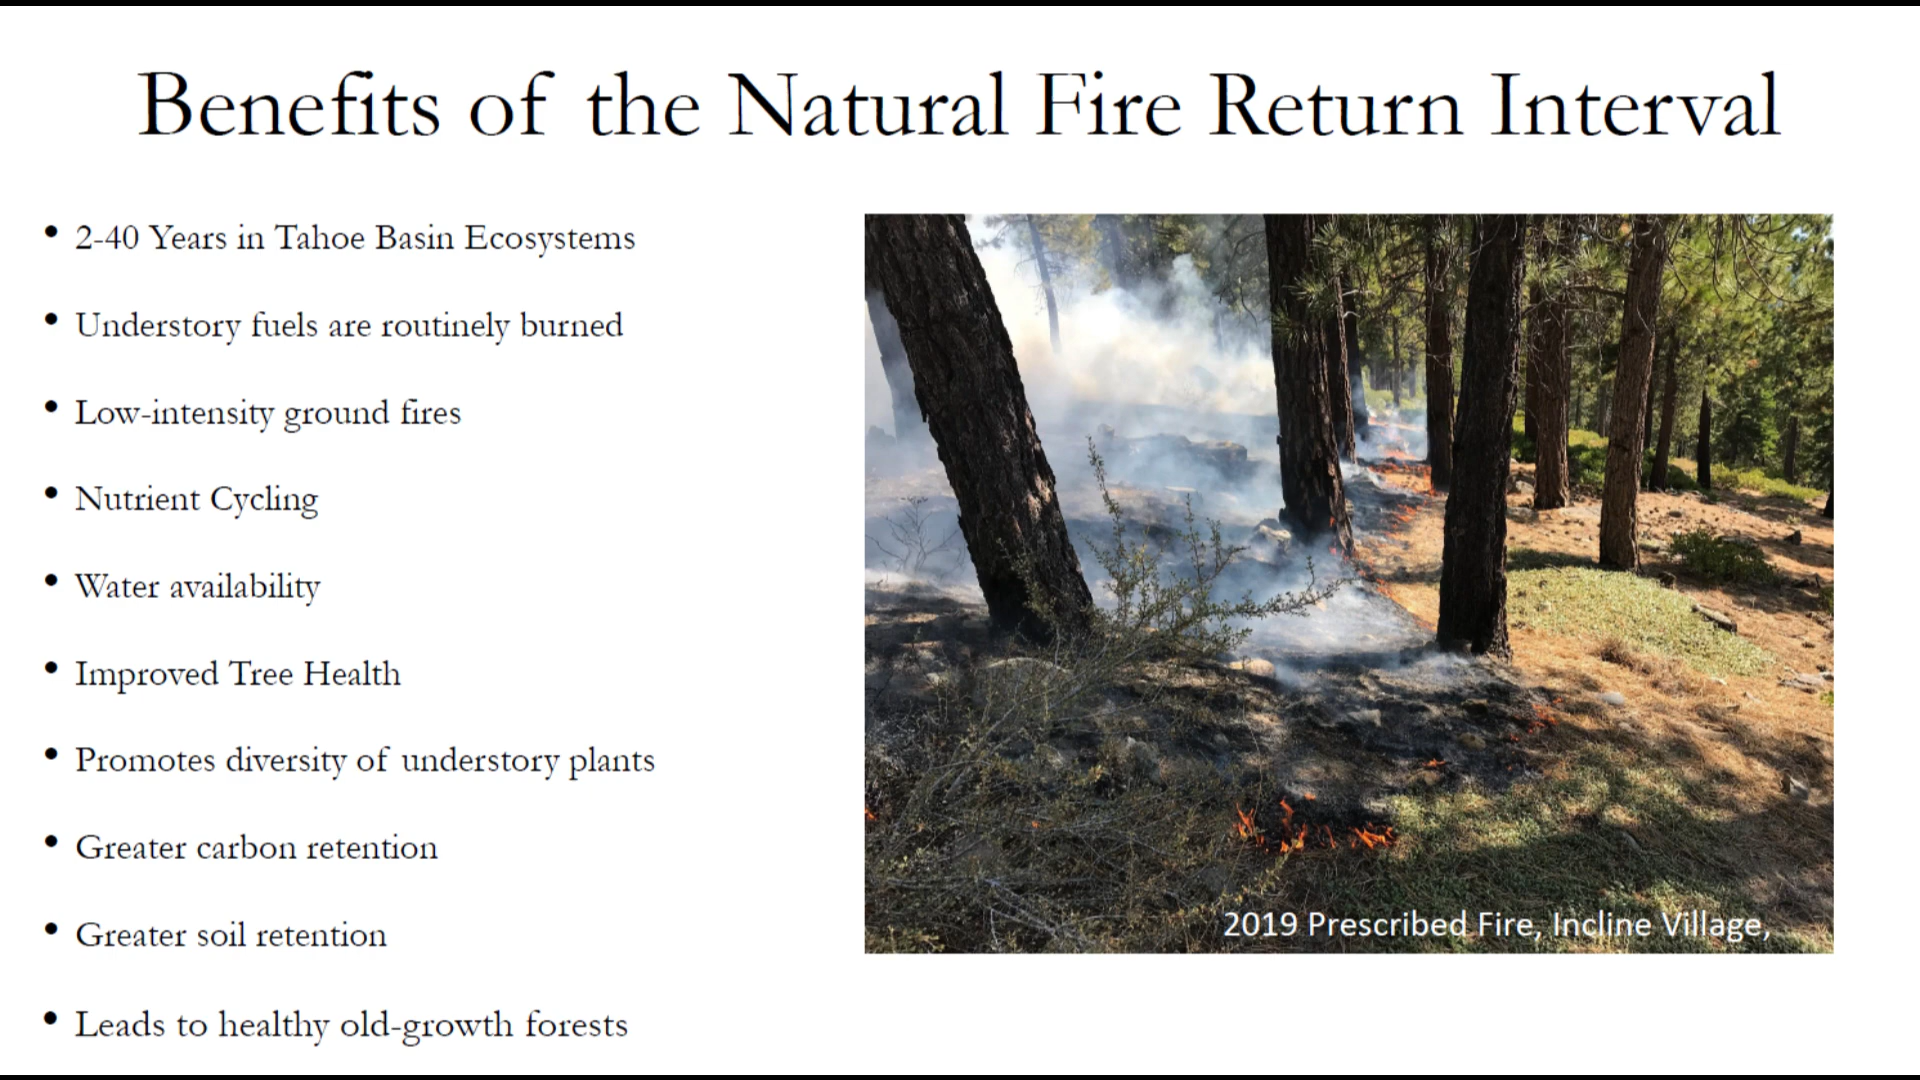 Benefits of the Natural Fire Return Interval
• 2-40 Years in Tahoe Basin Ecosystems
• Understory fuels are routinely burned
• Low-intensity ground fires
• Nutrient Cycling
• Water availability
• Improved Tree Health
• Promotes diversity of understory plants
• Greater carbon retention
• Greater soil retention
• Leads to healthy old-growth forests
2019 Prescribed Fire, Incline Village,